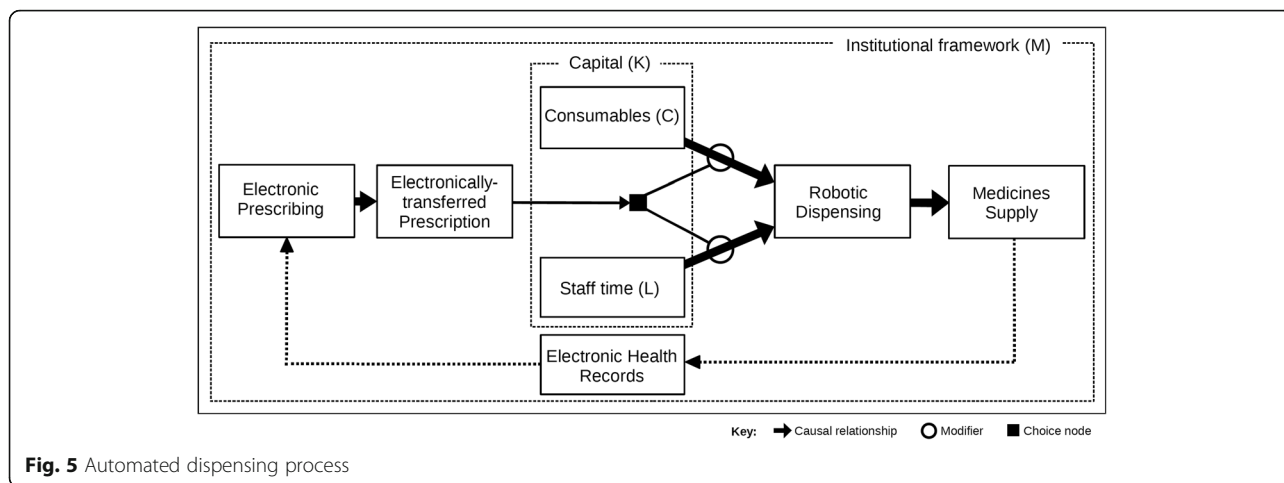 Institutional framework (M)
Capital (K)
Consumables (C)
Electronic
Prescribing
Electronically-
transferred
Prescription
Robotic
Dispensing
Medicines
Supply
Staff time (L)
Electronic Health
Records
Key: Causal relationship Modifier Choice node
Fig. 5 Automated dispensing process